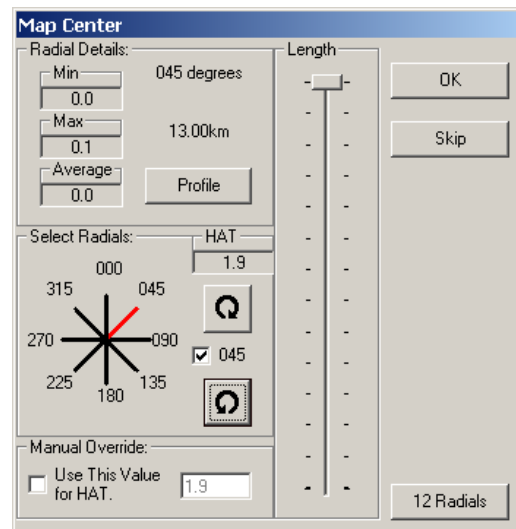 Map Center
Radial Details:
Min
0.0
045 degrees
Max
0.1
13.00km
Average
0.0
Profile
Length
OK
Skip
Select Radials:
HAT
1.9
000
315
045
270
090
045
225
135
180
Manual Override:
Use This Value
for HAT.
1.9
12 Radials